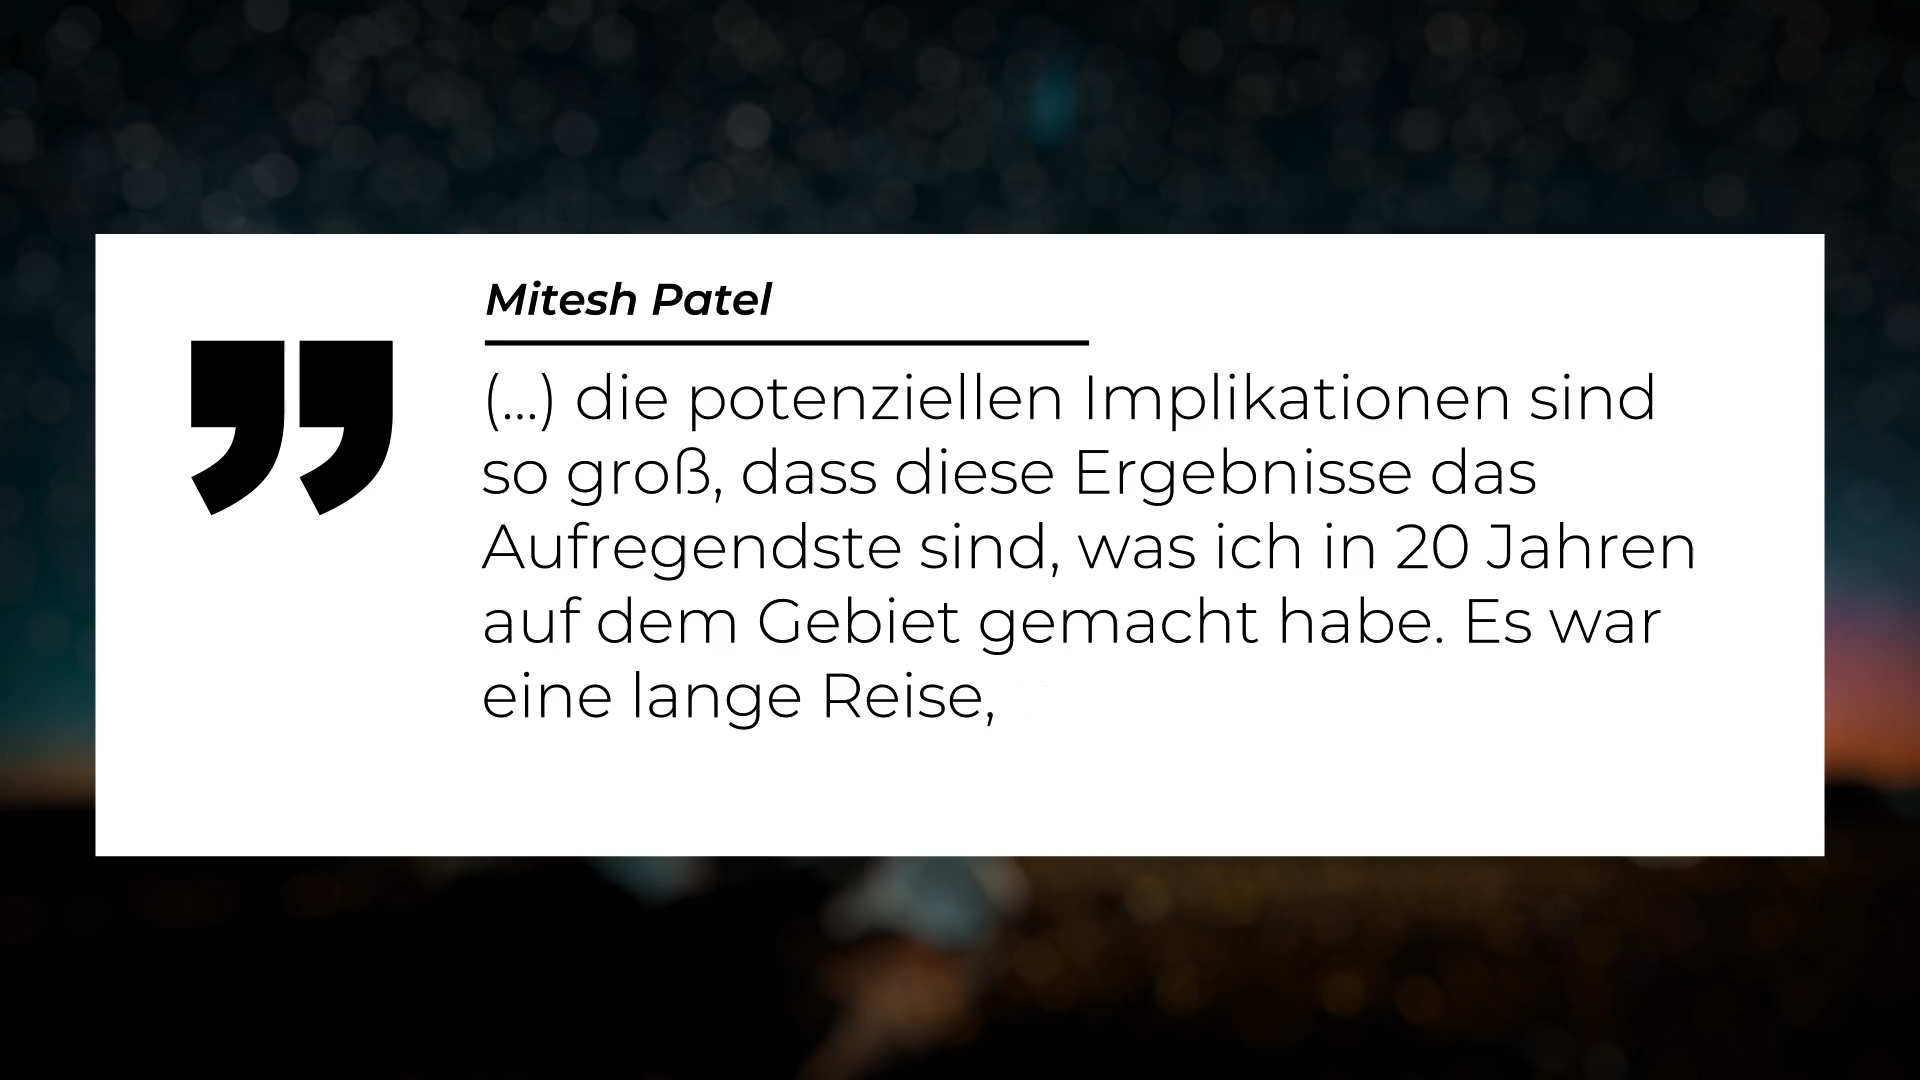 Mitesh Patel
(...) die potenziellen Implikationen sind
so groß, dass diese Ergebnisse das
Aufregendste sind, was ich in 20 Jahren
auf dem Gebiet gemacht habe. Es war
eine lange Reise,